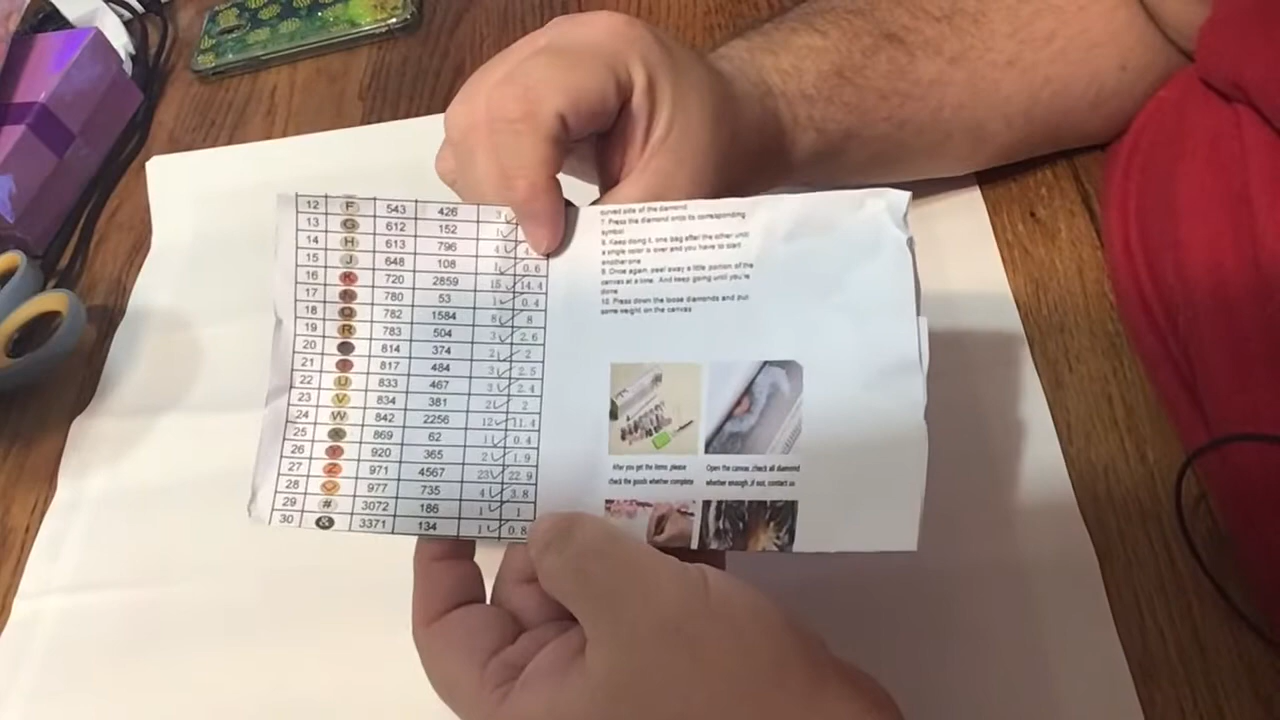 12 F 543 426 3
13 G 612 152 1
14 H 613 796 4 4.
15 J 648 108 1 0.6
16 K 720 2859 15 14.4
17 N 780 53 1 0.4
18 Q 782 1584 8 8
19 R 783 504 3 2.6
20 814 374 2 2
21 817 484 3 2.5
22 U 833 467 3 2.4
23 V 834 381 2 2
24 W 842 2256 12 11.4
25 X 869 62 1 0.4
26 Y 920 365 2 1.9
27 Z 971 4567 23 22.9
28 977 735 4 3.8
29 # 3072 186 1 1
30 & 3371 134 1 0.8
curved side of the diamond
7. Press the diamond onto its corresponding
symbol
8. Keep doing it, one bag after the other until
a single color is over and you have to start
another one
9. Once again, peel away a little portion of the
canvas at a time. And keep going until you're
done
10. Press down the loose diamonds and put
some weight on the canvas
After you get the items ,please
check the goods whether complete
Open the canvas ,check all diamond
whether enough ,if not, contact us